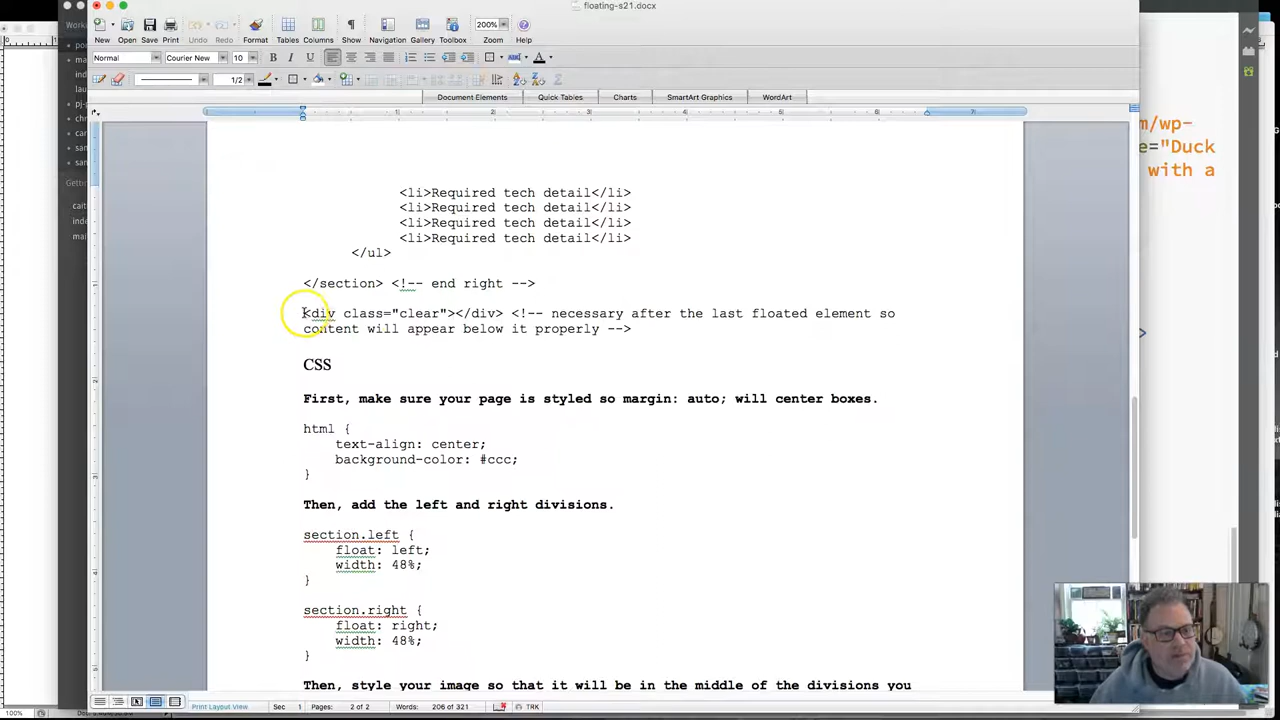 floating-s21.docx
Works
New Open Save Print Undo Redo Format Tables Columns Show Navigation Gallery Toolbox Zoom Help
200%
Normal Courier New 10 B I U
1/2
Document Elements Quick Tables Charts SmartArt Graphics WordArt
<li>Required tech detail</li>
<li>Required tech detail</li>
<li>Required tech detail</li>
<li>Required tech detail</li>
</ul>
</section> <!-- end right -->
<div class="clear"></div> <!-- necessary after the last floated element so
content will appear below it properly -->
CSS
First, make sure your page is styled so margin: auto; will center boxes.
html {
text-align: center;
background-color: #ccc;
}
Then, add the left and right divisions.
section.left {
float: left;
width: 48%;
}
section.right {
float: right;
width: 48%;
}
Then, style your image so that it will be in the middle of the divisions you
Print Layout View Sec 1 Pages: 2 of 2 Words: 206 of 321 TRK
100%
m/wp-
e="Duck
with a
>
Getti